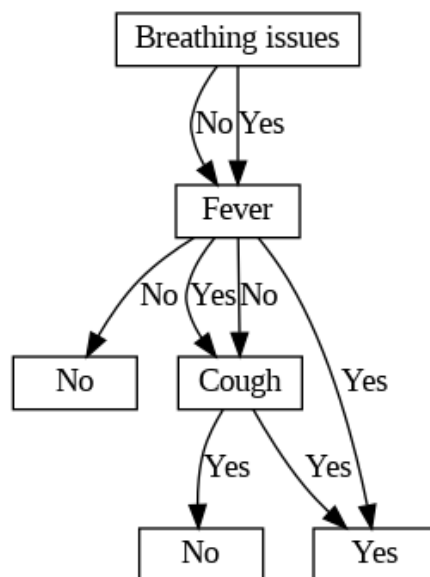 Breathing issues
No Yes
Fever
No Yes No
No Cough Yes
Yes Yes
No Yes